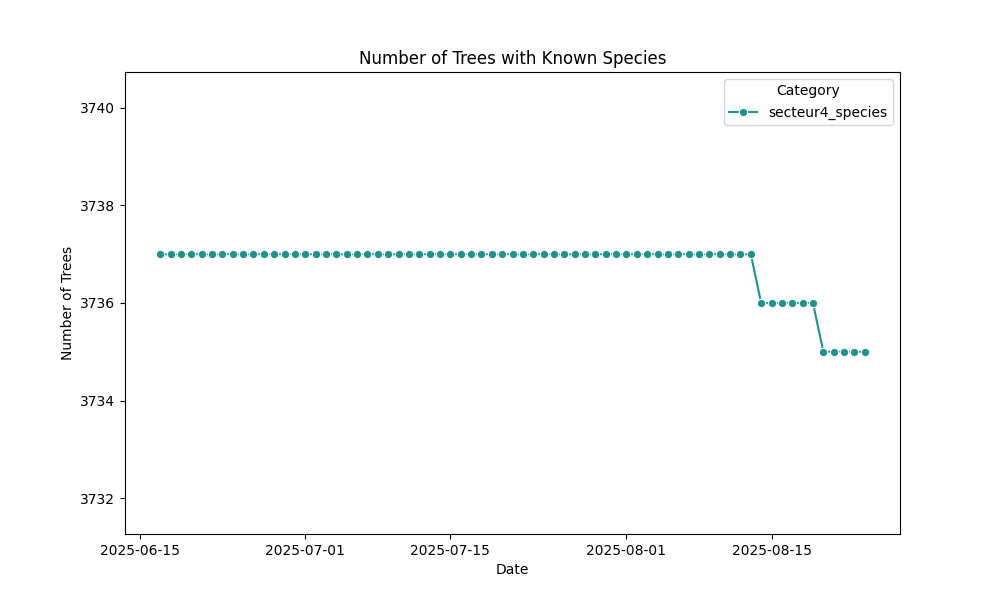 Number of Trees with Known Species
Category
secteur4_species
3740
3738
3736
3734
3732
Number of Trees
2025-06-15
2025-07-01
2025-07-15
2025-08-01
2025-08-15
Date